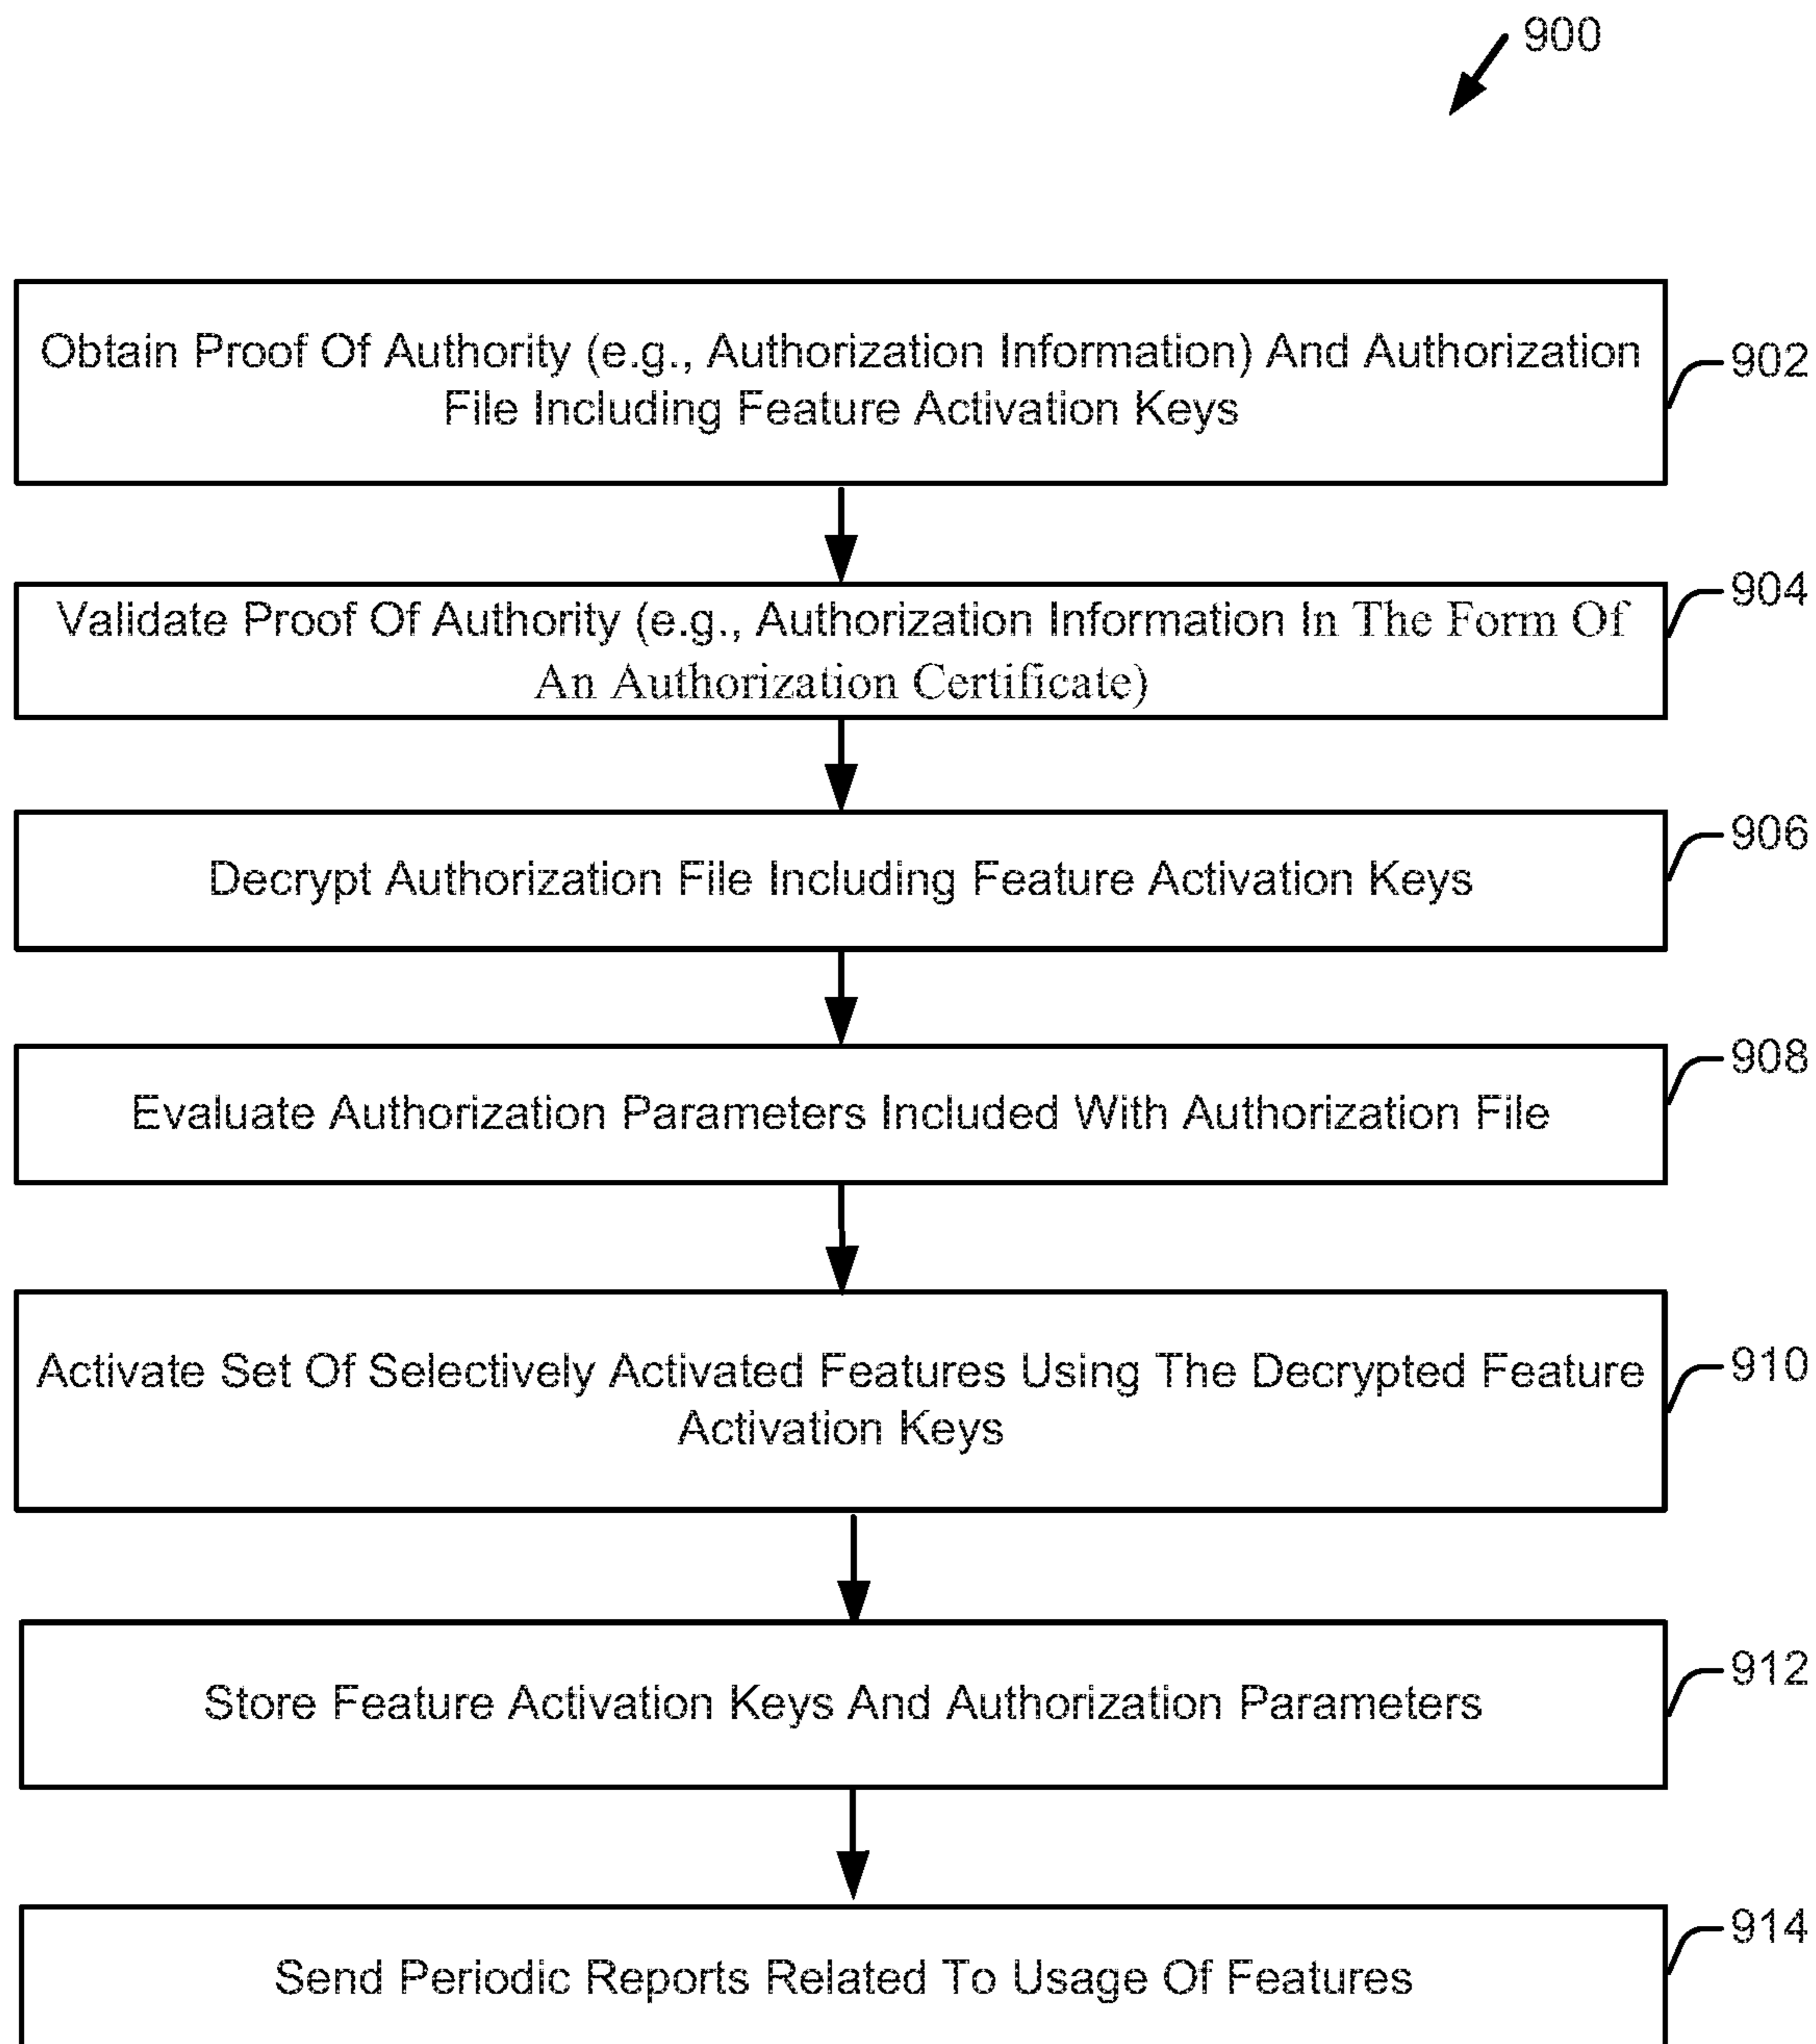 900
Obtain Proof Of Authority (e.g., Authorization Information) And Authorization
File Including Feature Activation Keys
902
Validate Proof Of Authority (e.g., Authorization Information In The Form Of
An Authorization Certificate)
904
Decrypt Authorization File Including Feature Activation Keys
906
Evaluate Authorization Parameters Included With Authorization File
908
Activate Set Of Selectively Activated Features Using The Decrypted Feature
Activation Keys
910
Store Feature Activation Keys And Authorization Parameters
912
Send Periodic Reports Related To Usage Of Features
914